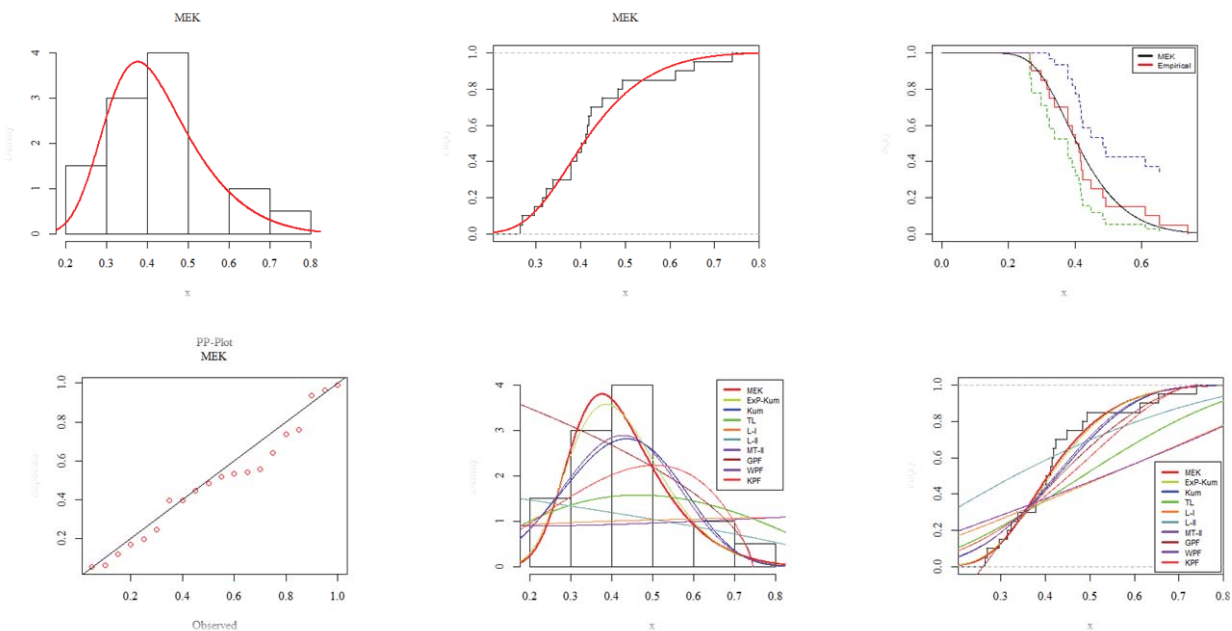 MEK
4
3
2
1
0
0.2 0.3 0.4 0.5 0.6 0.7 0.8
x
MEK
1.0
0.8
0.6
0.4
0.2
0.0
0.3 0.4 0.5 0.6 0.7 0.8
x
MEK
Empirical
1.0
0.8
0.6
0.4
0.2
0.0
0.0 0.2 0.4 0.6
x
PP-Plot
MEK
1.0
0.8
0.6
0.4
0.2
0.2 0.4 0.6 0.8 1.0
Observed
MEK
ExP-Kum
Kum
TL
L-I
L-II
MT-II
GPF
WPF
KPF
4
3
2
1
0
0.2 0.3 0.4 0.5 0.6 0.7 0.8
x
1.0
0.8
0.6
0.4
0.2
0.0
MEK
ExP-Kum
Kum
TL
L-I
L-II
MT-II
GPF
WPF
KPF
0.3 0.4 0.5 0.6 0.7 0.8
x